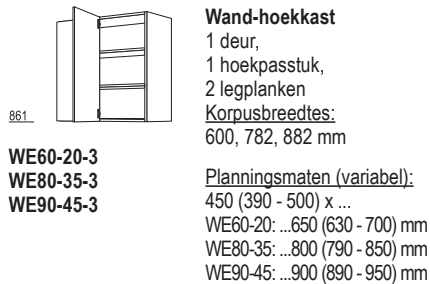 861
WE60-20-3
WE80-35-3
WE90-45-3
Wand-hoekkast
1 deur,
1 hoekpasstuk,
2 legplanken
Korpusbreedtes:
600, 782, 882 mm
Planningsmaten (variabel):
450 (390 - 500) x ...
WE60-20: ...650 (630 - 700) mm
WE80-35: ...800 (790 - 850) mm
WE90-45: ...900 (890 - 950) mm